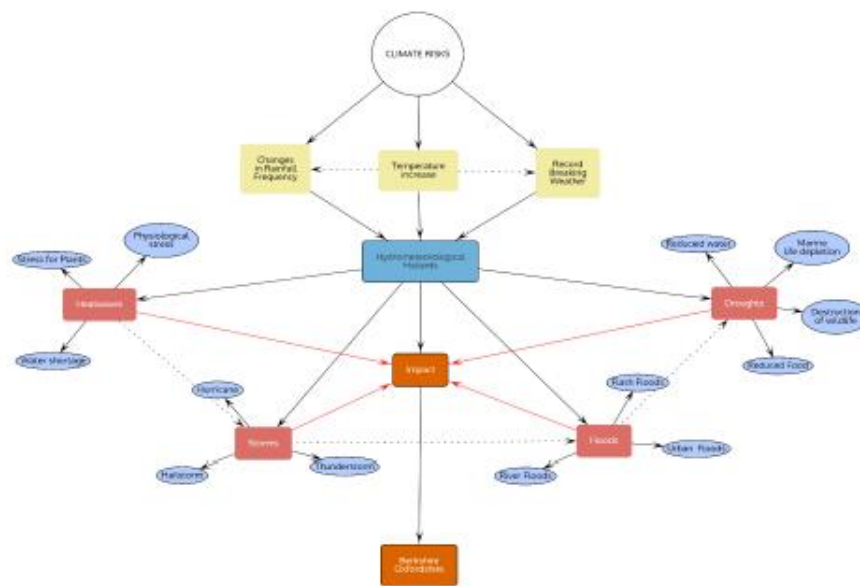 CLIMATE RISKS
Changes
in Rainfall
Frequency
Temperature
increase
Record
Breaking
Weather
Hydrometeorological
Hazards
Physiological
stress
Stress for Plants
Heatwaves
Water shortage
Reduced water
Marine
life depletion
Droughts
Destruction
of wildlife
Reduced Food
Impact
Hurricane
Storms
Hailstorms
Thunderstorm
Flash Floods
Floods
Urban Floods
River Floods
Berkshire
Oxfordshire